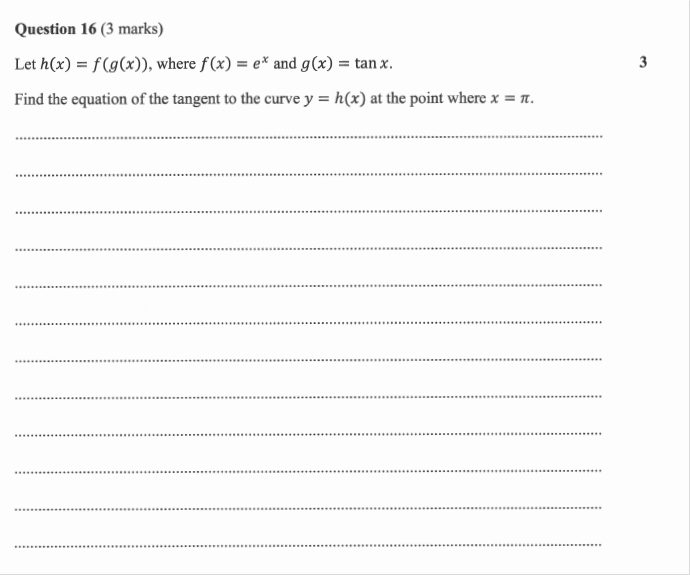 Question 16 (3 marks)
Let h(x) = f(g(x)), where f(x) = eˣ and g(x) = tan x. 3
Find the equation of the tangent to the curve y = h(x) at the point where x = π.